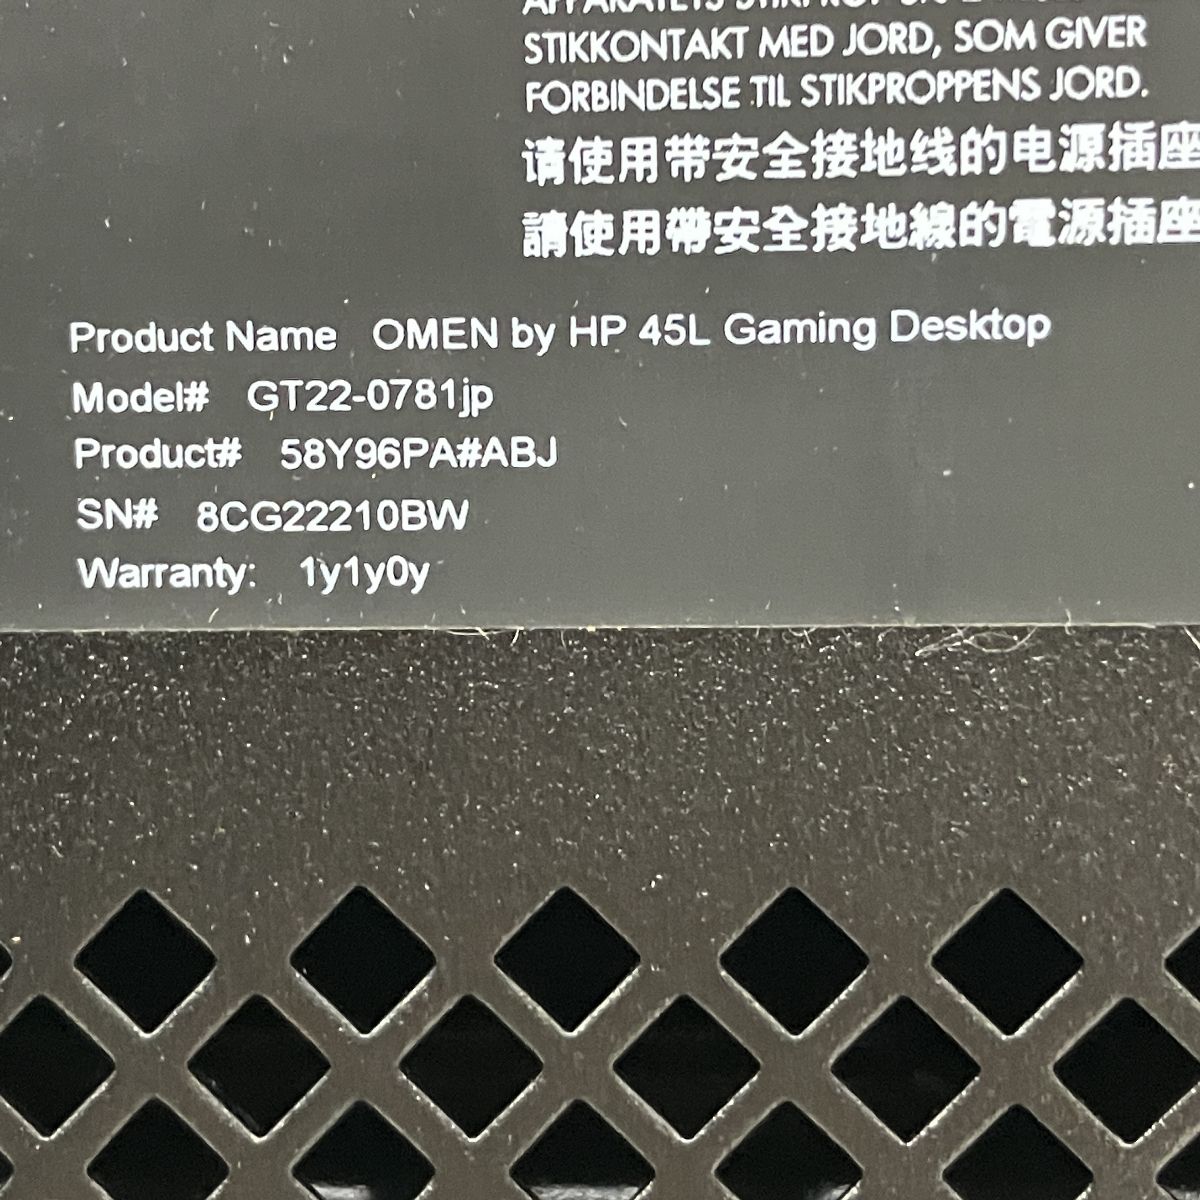 STIKKONTAKT MED JORD, SOM GIVER
FORBINDELSE TIL STIKPROPPENS JORD.
请使用带安全接地线的电源插座
請使用帶安全接地線的電源插座
Product Name OMEN by HP 45L Gaming Desktop
Model# GT22-0781jp
Product# 58Y96PA#ABJ
SN# 8CG22210BW
Warranty: 1y1y0y